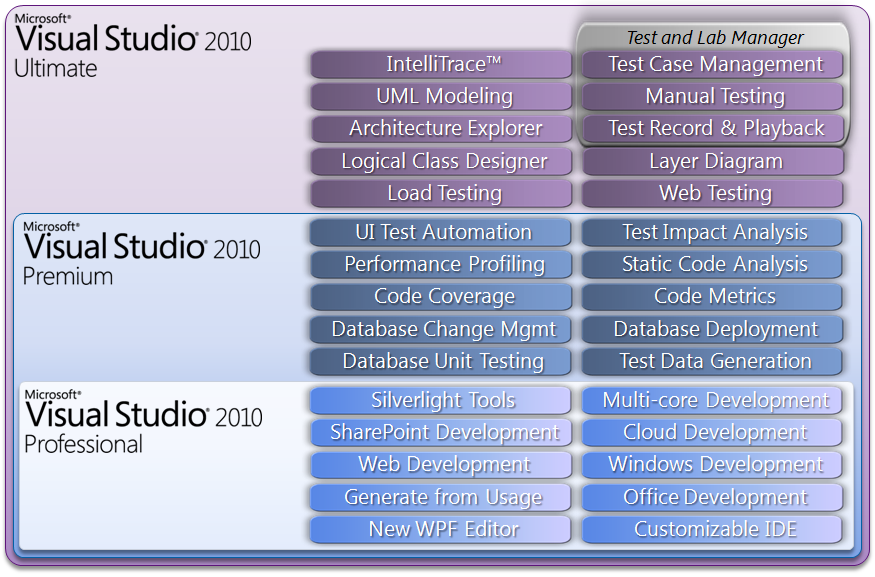 Microsoft®
Visual Studio® 2010
Ultimate
Test and Lab Manager
IntelliTrace™
Test Case Management
UML Modeling
Manual Testing
Architecture Explorer
Test Record & Playback
Logical Class Designer
Layer Diagram
Load Testing
Web Testing
Microsoft®
Visual Studio® 2010
Premium
UI Test Automation
Test Impact Analysis
Performance Profiling
Static Code Analysis
Code Coverage
Code Metrics
Database Change Mgmt
Database Deployment
Database Unit Testing
Test Data Generation
Microsoft®
Visual Studio® 2010
Professional
Silverlight Tools
Multi-core Development
SharePoint Development
Cloud Development
Web Development
Windows Development
Generate from Usage
Office Development
New WPF Editor
Customizable IDE